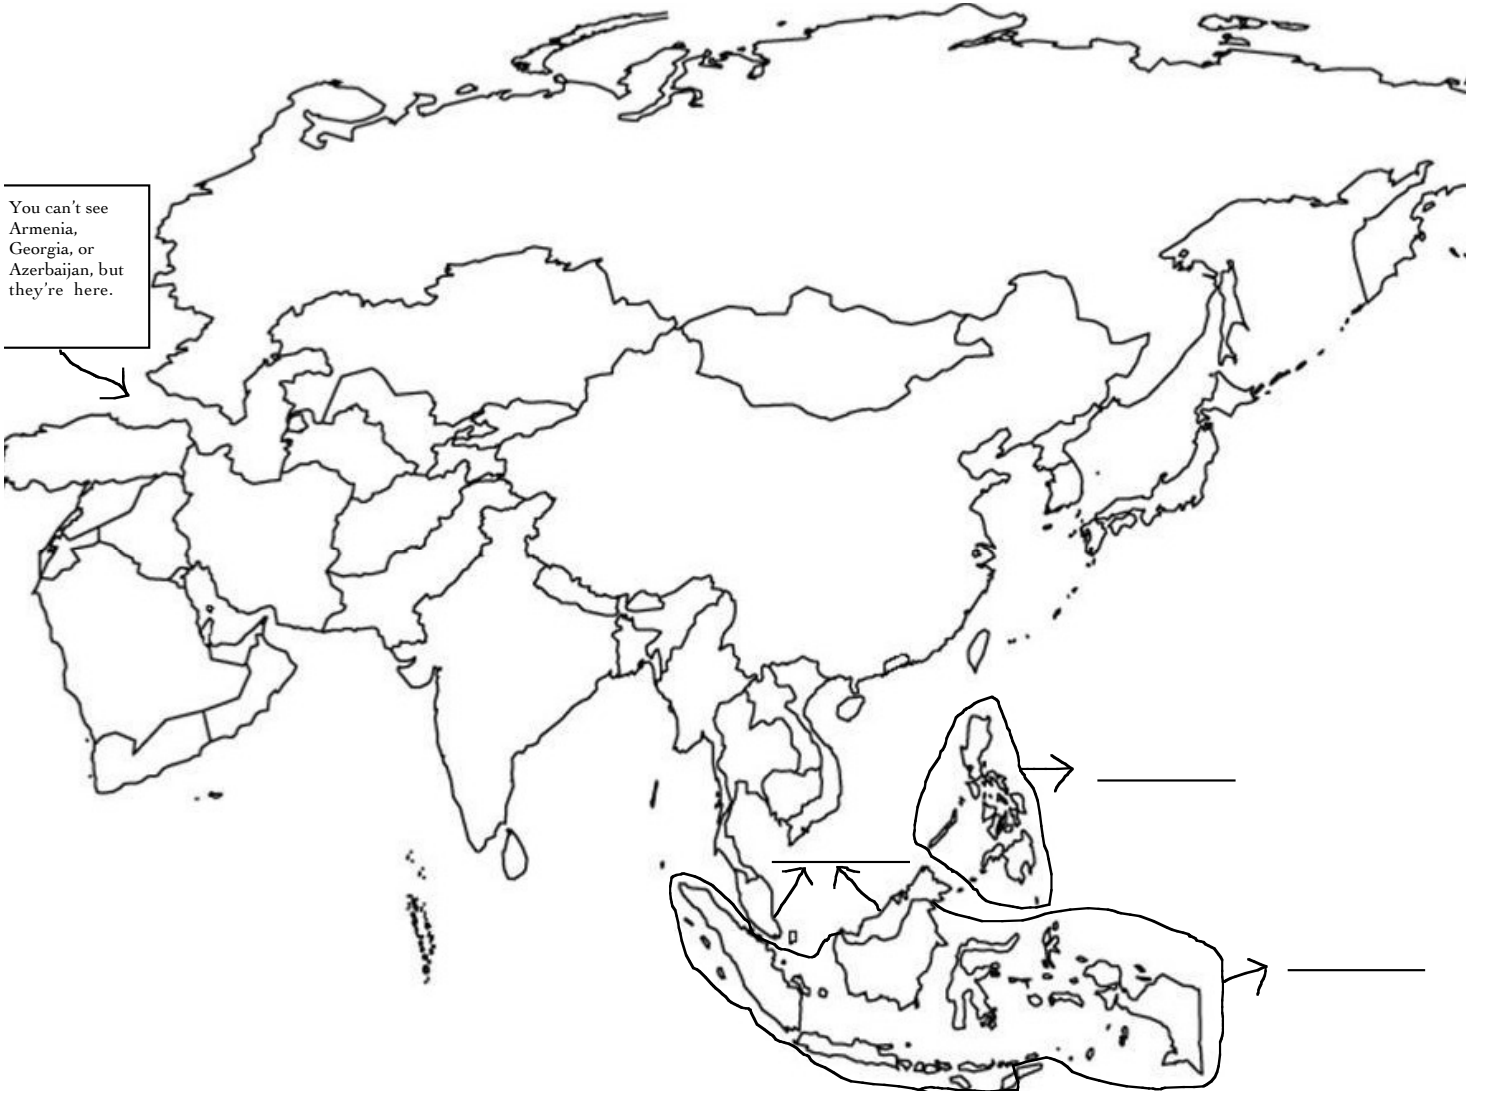 You can't see
Armenia,
Georgia, or
Azerbaijan, but
they're here.